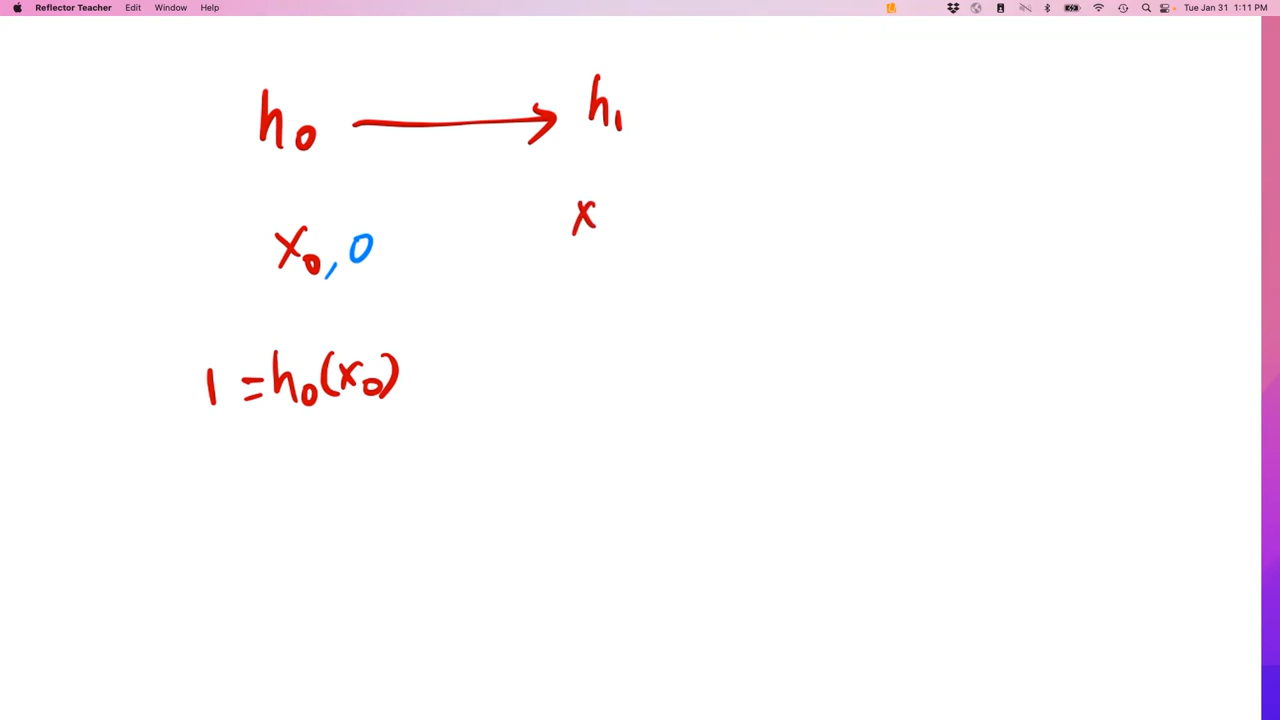 Reflector Teacher Edit Window Help Tue Jan 31 1:11 PM
h₀ ⟶ h₁
x₀, 0 x
1 = h₀(x₀)